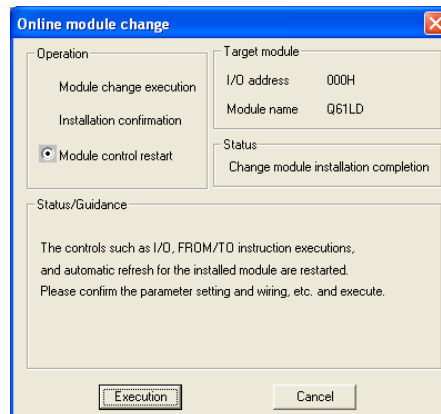 Online module change
Operation
Module change execution
Installation confirmation
Module control restart
Target module
I/O address 000H
Module name Q61LD
Status
Change module installation completion
Status/Guidance
The controls such as I/O, FROM/TO instruction executions,
and automatic refresh for the installed module are restarted.
Please confirm the parameter setting and wiring, etc. and execute.
Execution Cancel